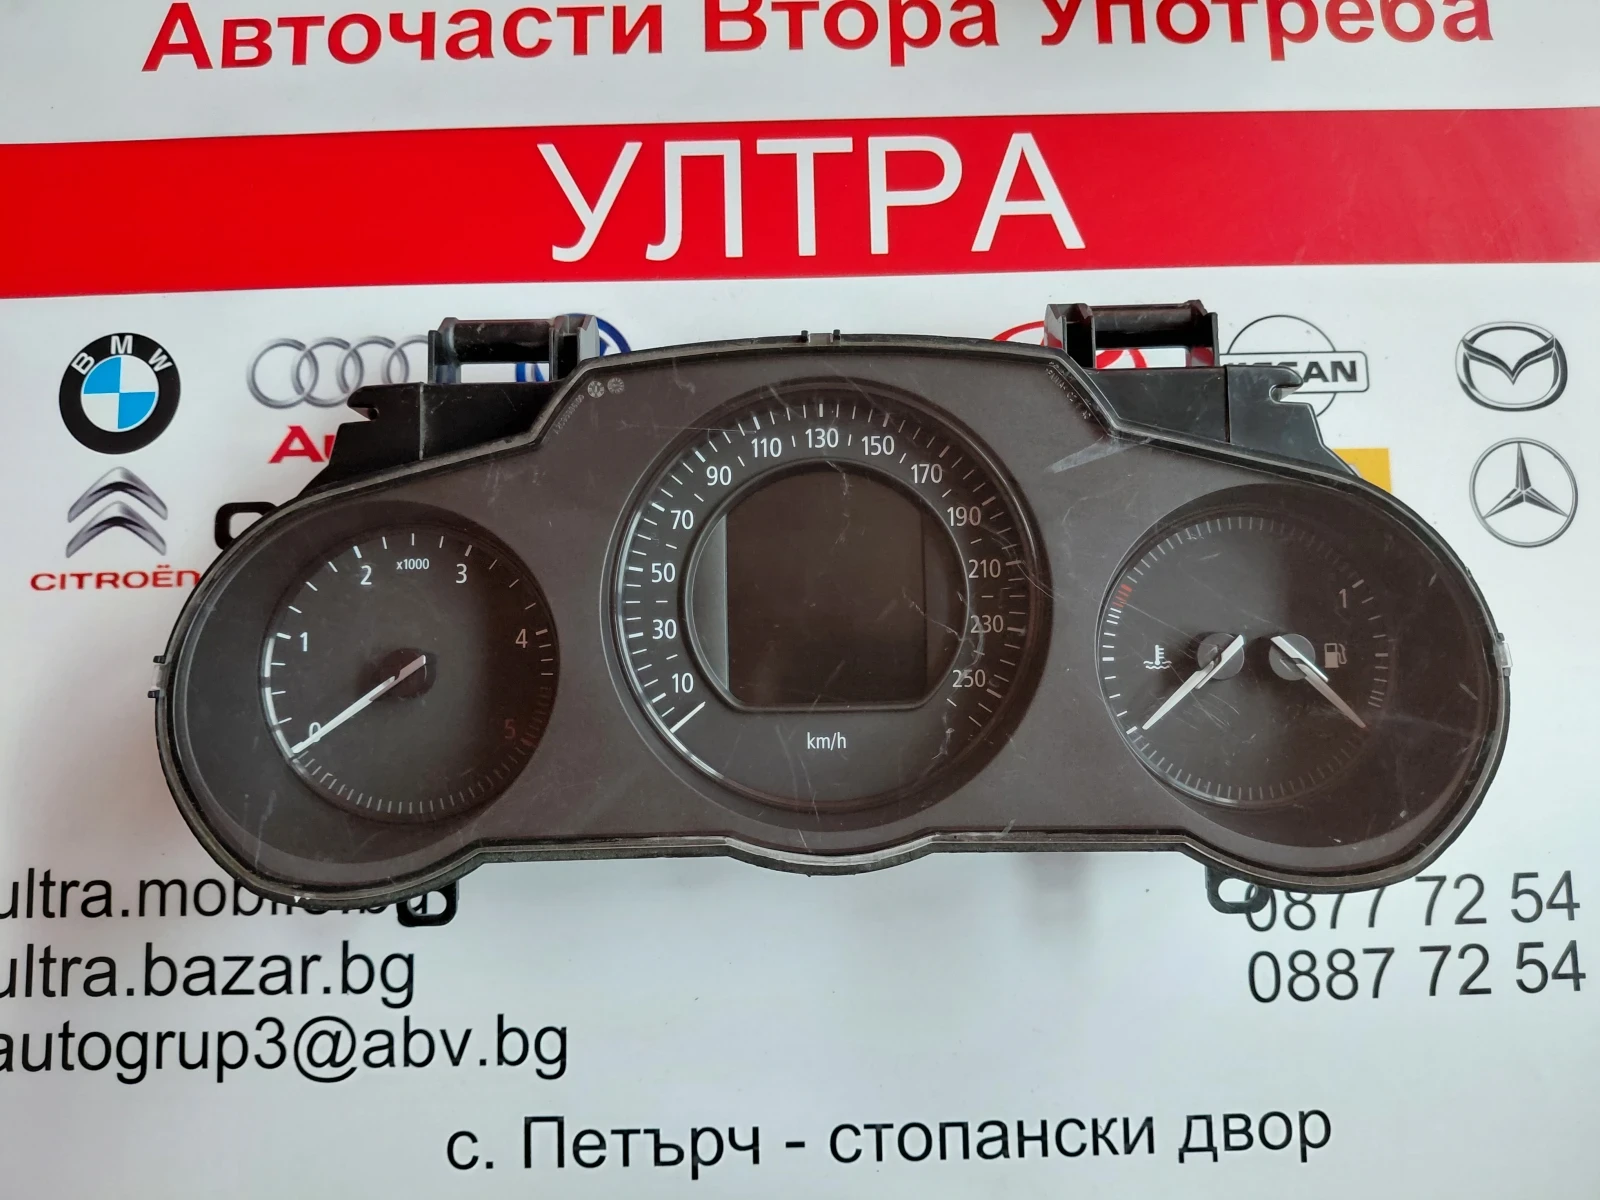 Авточасти Втора Употреба
УЛТРА
BMW
CITROËN
110 130 150
90 170
70 190
50 210
30 230
10 250
km/h
2 x1000 3
1 4
0 5
1
0877 72 54
ultra.bazar.bg
0887 72 54
autogrup3@abv.bg
с. Петърч - стопански двор